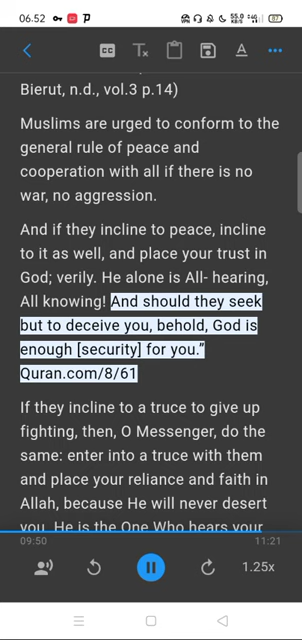 06.52
55.0 KB/S
4G
87
CC
Bierut, n.d., vol.3 p.14)
Muslims are urged to conform to the
general rule of peace and
cooperation with all if there is no
war, no aggression.
And if they incline to peace, incline
to it as well, and place your trust in
God; verily. He alone is All- hearing,
All knowing! And should they seek
but to deceive you, behold, God is
enough [security] for you.”
Quran.com/8/61
If they incline to a truce to give up
fighting, then, O Messenger, do the
same: enter into a truce with them
and place your reliance and faith in
Allah, because He will never desert
you. He is the One Who hears your
09:50
11:21
1.25x